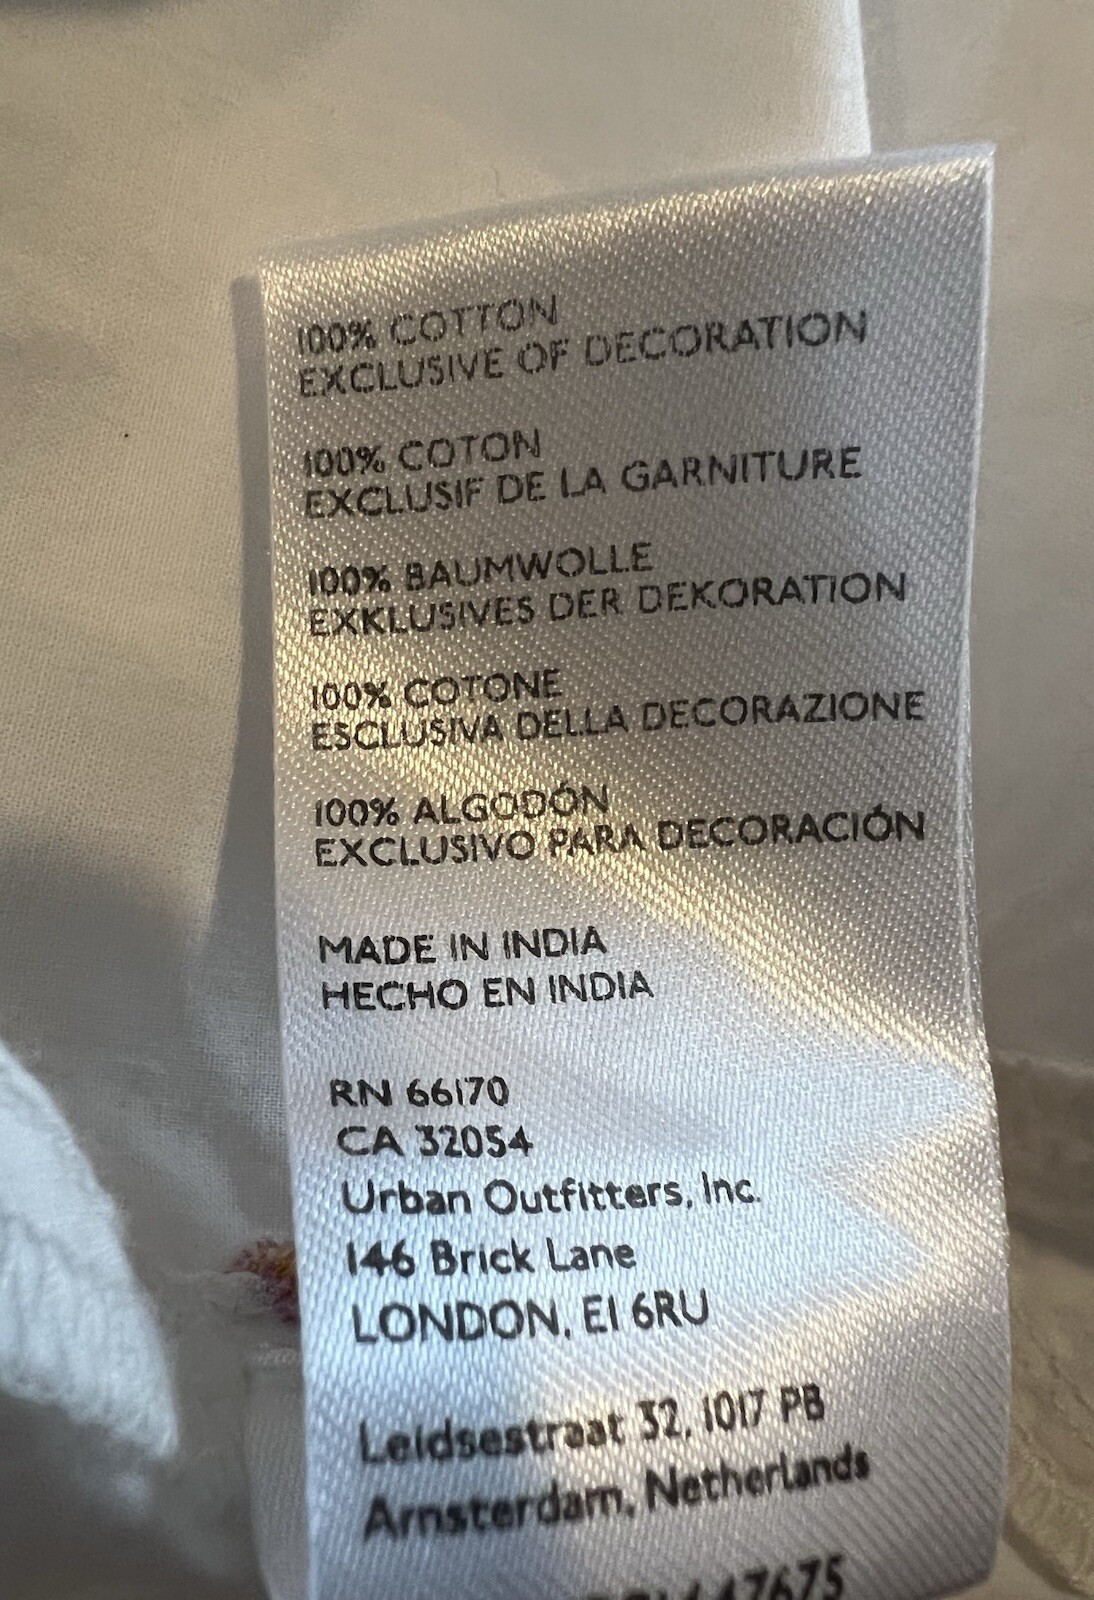 100% COTTON
EXCLUSIVE OF DECORATION
100% COTON
EXCLUSIF DE LA GARNITURE
100% BAUMWOLLE
EXKLUSIVES DER DEKORATION
100% COTONE
ESCLUSIVA DELLA DECORAZIONE
100% ALGODÓN
EXCLUSIVO PARA DECORACIÓN
MADE IN INDIA
HECHO EN INDIA
RN 66170
CA 32054
Urban Outfitters, Inc.
146 Brick Lane
LONDON, E1 6RU
Leidsestraat 32, 1017 PB
Amsterdam, Netherlands